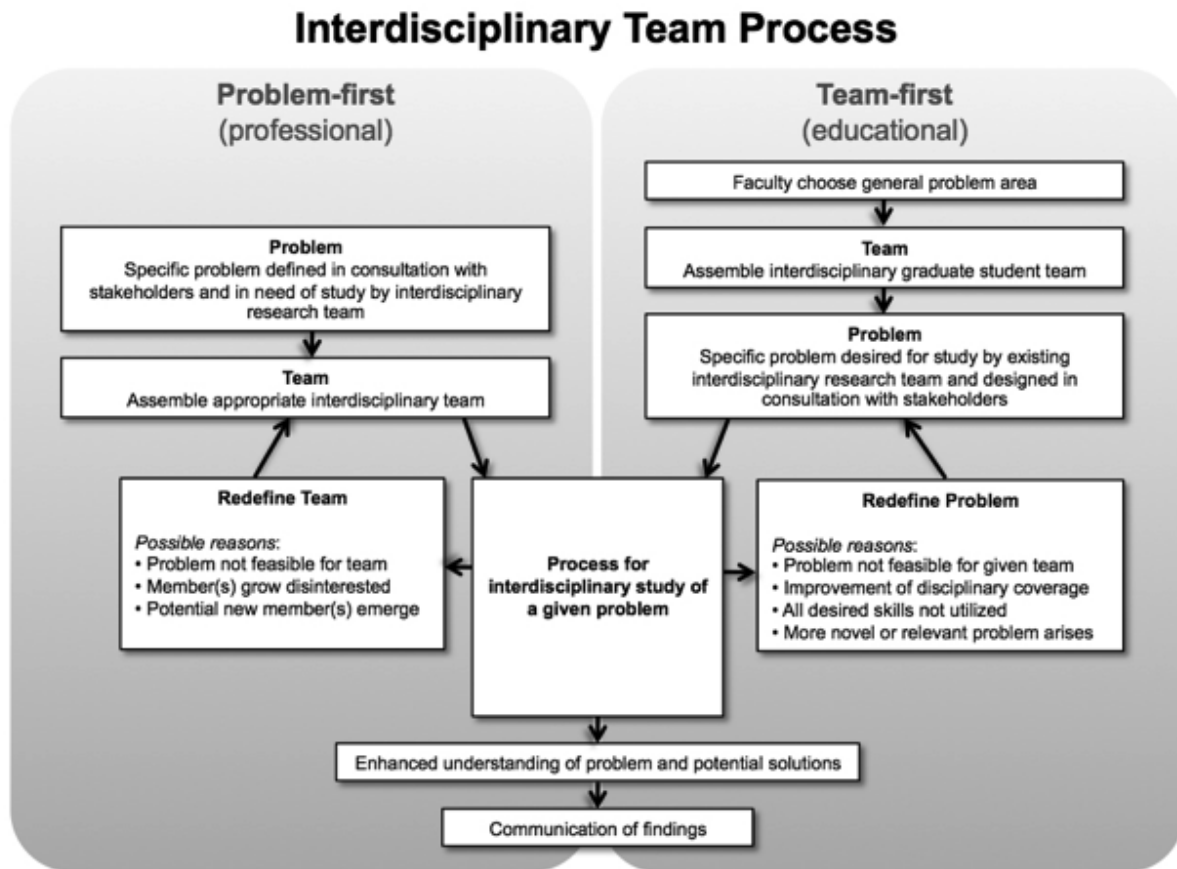 Interdisciplinary Team Process
Problem-first
(professional)
Problem
Specific problem defined in consultation with
stakeholders and in need of study by interdisciplinary
research team
Team
Assemble appropriate interdisciplinary team
Redefine Team
Possible reasons:
• Problem not feasible for team
• Member(s) grow disinterested
• Potential new member(s) emerge
Team-first
(educational)
Faculty choose general problem area
Team
Assemble interdisciplinary graduate student team
Problem
Specific problem desired for study by existing
interdisciplinary research team and designed in
consultation with stakeholders
Redefine Problem
Possible reasons:
• Problem not feasible for given team
• Improvement of disciplinary coverage
• All desired skills not utilized
• More novel or relevant problem arises
Process for
interdisciplinary study of
a given problem
Enhanced understanding of problem and potential solutions
Communication of findings